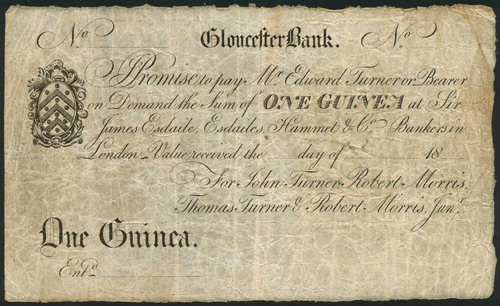 No Gloucester Bank. No
I Promise to pay Mr. Edward Turner or Bearer
on Demand the Sum of ONE GUINEA at Sir
James Esdaile, Esdailes, Hammet & Co. Bankers in
London Value received the day of 18
For John Turner, Robert Morris,
Thomas Turner & Robert Morris, Junr.
One Guinea.
Entd.